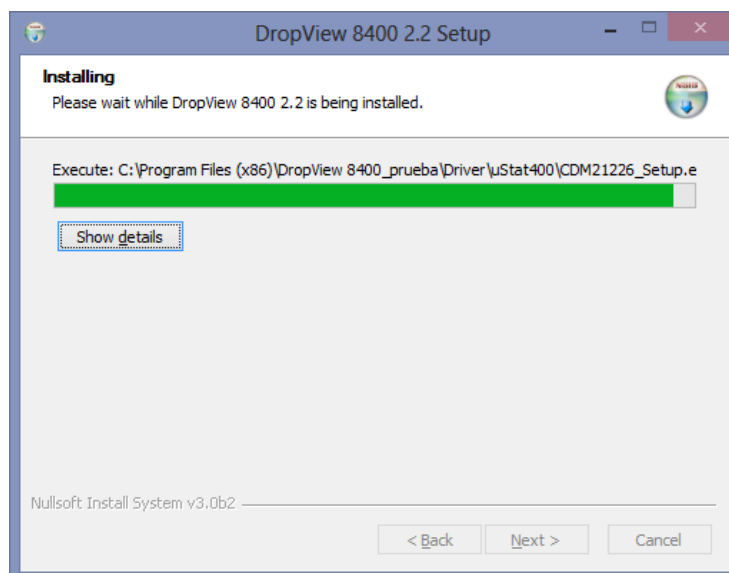 DropView 8400 2.2 Setup
Installing
Please wait while DropView 8400 2.2 is being installed.
Execute: C:\Program Files (x86)\DropView 8400_prueba\Driver\uStat400\CDM21226_Setup.e
Show details
Nullsoft Install System v3.0b2
< Back Next > Cancel